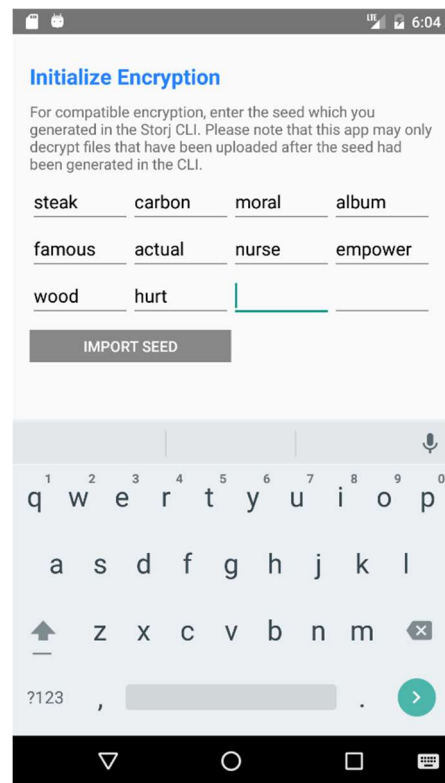 LTE 6:04
Initialize Encryption
For compatible encryption, enter the seed which you
generated in the Storj CLI. Please note that this app may only
decrypt files that have been uploaded after the seed had
been generated in the CLI.
steak carbon moral album
famous actual nurse empower
wood hurt
IMPORT SEED
1 2 3 4 5 6 7 8 9 0
q w e r t y u i o p
a s d f g h j k l
z x c v b n m
?123 , .